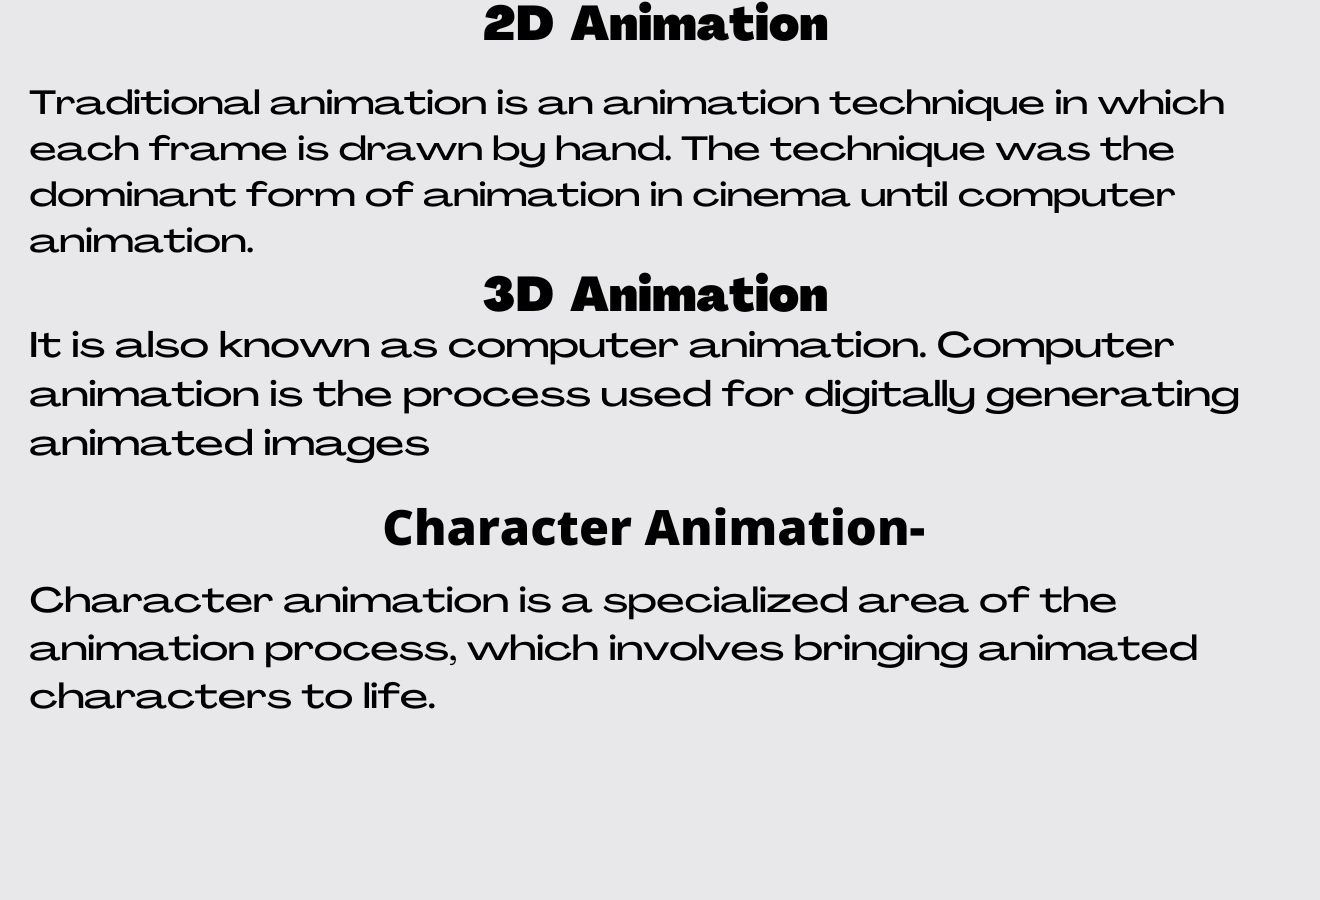 2D Animation
Traditional animation is an animation technique in which
each frame is drawn by hand. The technique was the
dominant form of animation in cinema until computer
animation.
3D Animation
It is also known as computer animation. Computer
animation is the process used for digitally generating
animated images
Character Animation-
Character animation is a specialized area of the
animation process, which involves bringing animated
characters to life.